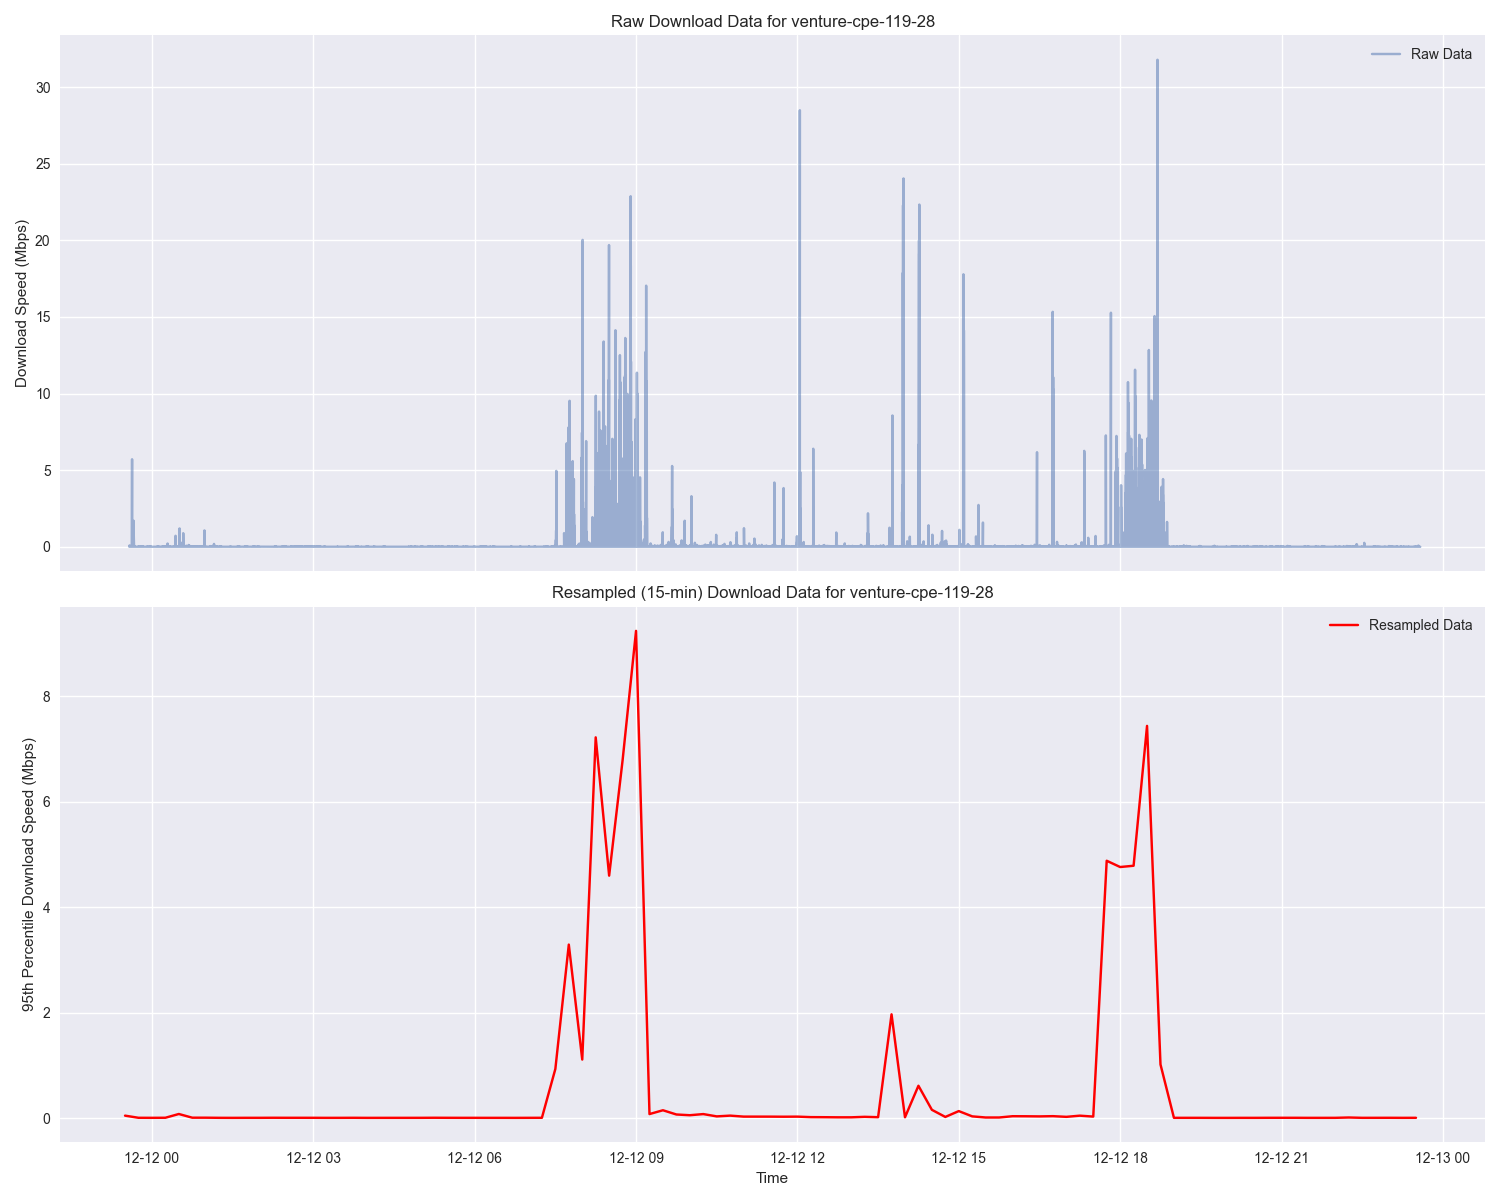 Raw Download Data for venture-cpe-119-28
Raw Data
30
25
20
15
10
5
0
Download Speed (Mbps)
Resampled (15-min) Download Data for venture-cpe-119-28
Resampled Data
8
6
4
2
0
95th Percentile Download Speed (Mbps)
12-12 00 12-12 03 12-12 06 12-12 09 12-12 12 12-12 15 12-12 18 12-12 21 12-13 00
Time